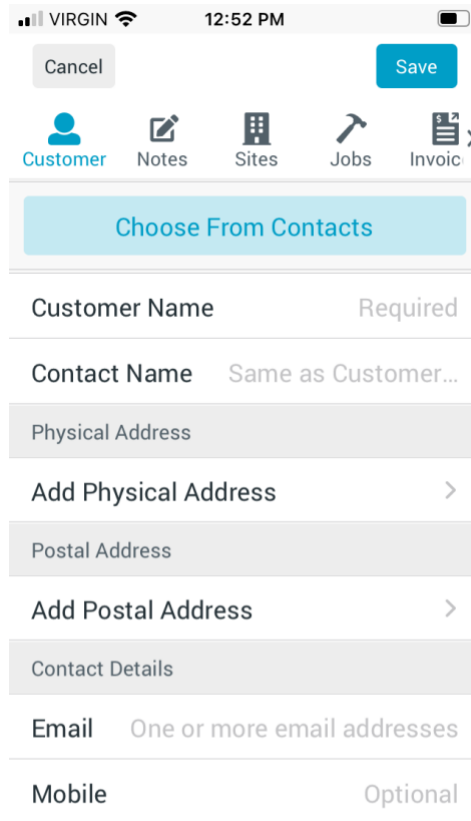 VIRGIN 12:52 PM
Cancel Save
Customer Notes Sites Jobs Invoic
Choose From Contacts
Customer Name Required
Contact Name Same as Customer...
Physical Address
Add Physical Address
Postal Address
Add Postal Address
Contact Details
Email One or more email addresses
Mobile Optional